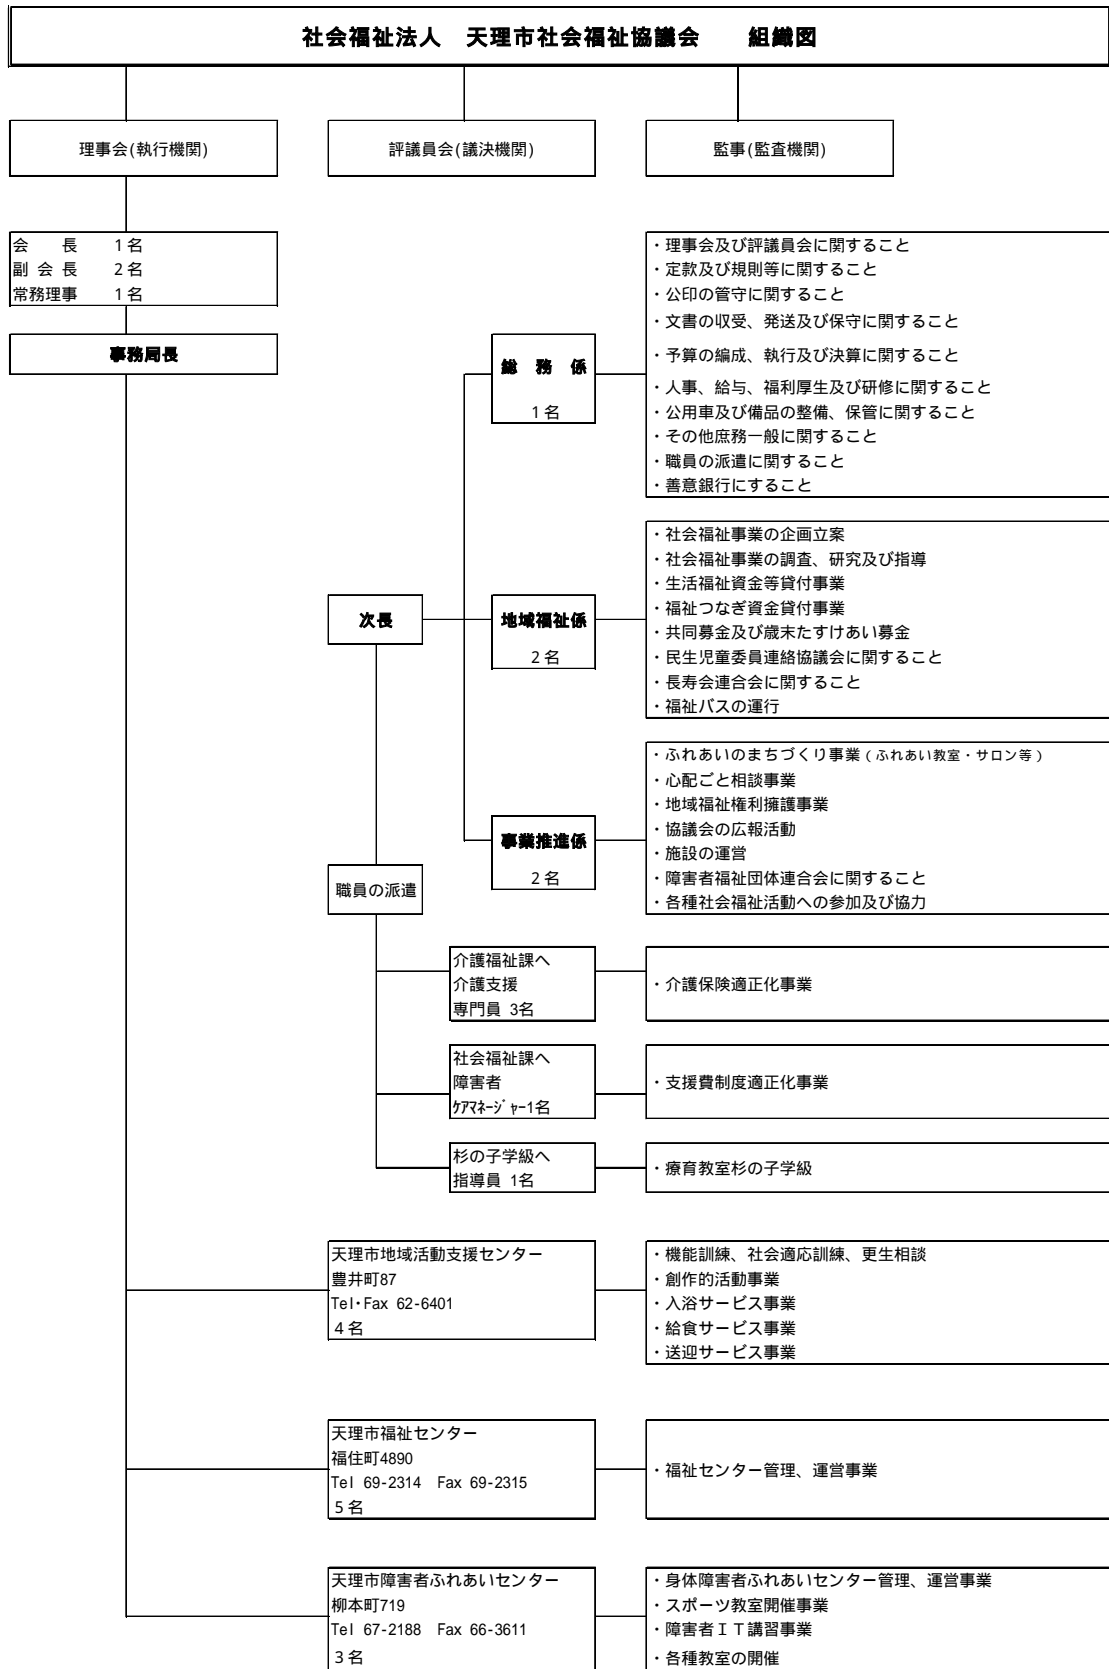 社会福祉法人　天理市社会福祉協議会　　組織図
理事会(執行機関)
評議員会(議決機関)
監事(監査機関)
会　　長　　1名
副 会 長　　2名
常務理事　　1名
事務局長
次長
総　務　係
1名
・理事会及び評議員会に関すること
・定款及び規則等に関すること
・公印の管守に関すること
・文書の収受、発送及び保守に関すること
・予算の編成、執行及び決算に関すること
・人事、給与、福利厚生及び研修に関すること
・公用車及び備品の整備、保管に関すること
・その他庶務一般に関すること
・職員の派遣に関すること
・善意銀行にすること
地域福祉係
2名
・社会福祉事業の企画立案
・社会福祉事業の調査、研究及び指導
・生活福祉資金等貸付事業
・福祉つなぎ資金貸付事業
・共同募金及び歳末たすけあい募金
・民生児童委員連絡協議会に関すること
・長寿会連合会に関すること
・福祉バスの運行
事業推進係
2名
・ふれあいのまちづくり事業（ふれあい教室・サロン等）
・心配ごと相談事業
・地域福祉権利擁護事業
・協議会の広報活動
・施設の運営
・障害者福祉団体連合会に関すること
・各種社会福祉活動への参加及び協力
職員の派遣
介護福祉課へ
介護支援
専門員 3名
・介護保険適正化事業
社会福祉課へ
障害者
ｹｱﾏﾈｰｼﾞｬｰ1名
・支援費制度適正化事業
杉の子学級へ
指導員 1名
・療育教室杉の子学級
天理市地域活動支援センター
豊井町87
Tel･Fax 62-6401
4名
・機能訓練、社会適応訓練、更生相談
・創作的活動事業
・入浴サービス事業
・給食サービス事業
・送迎サービス事業
天理市福祉センター
福住町4890
Tel 69-2314　Fax 69-2315
5名
・福祉センター管理、運営事業
天理市障害者ふれあいセンター
柳本町719
Tel 67-2188　Fax 66-3611
3名
・身体障害者ふれあいセンター管理、運営事業
・スポーツ教室開催事業
・障害者ＩＴ講習事業
・各種教室の開催